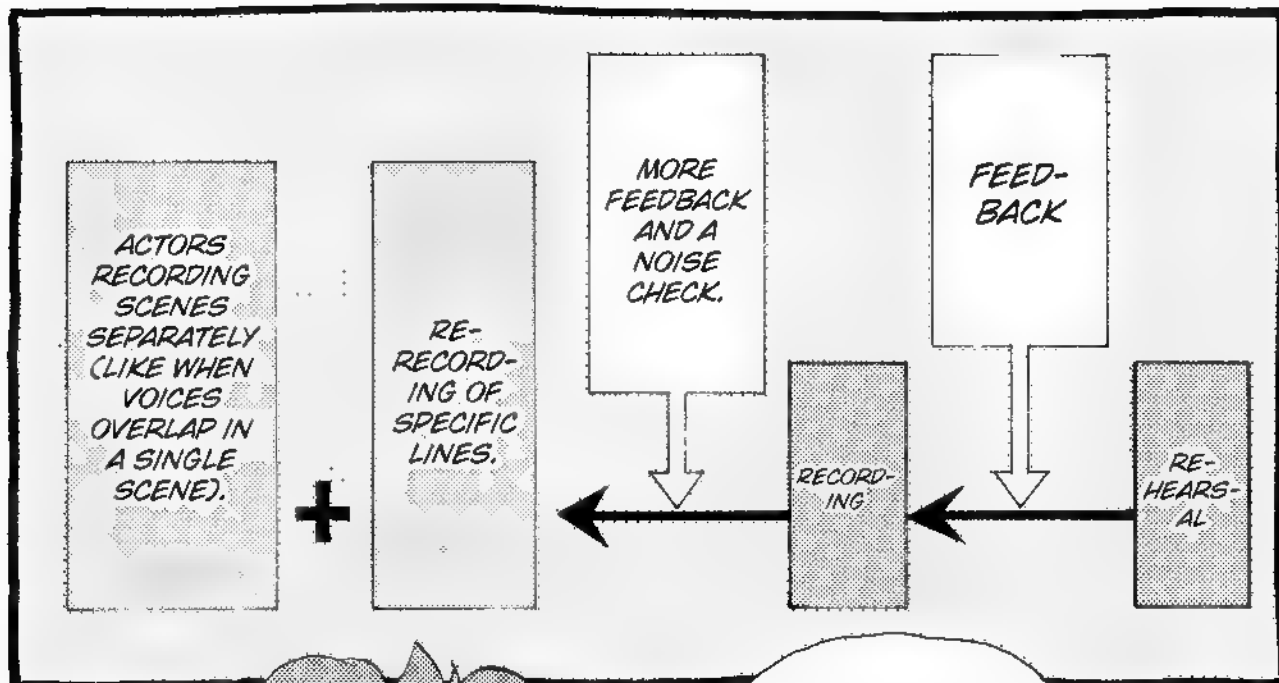 RE-
HEARS-
AL
FEED-
BACK
RECORD-
ING
MORE
FEEDBACK
AND A
NOISE
CHECK.
RE-
RECORD-
ING OF
SPECIFIC
LINES.
ACTORS
RECORDING
SCENES
SEPARATELY
(LIKE WHEN
VOICES
OVERLAP IN
A SINGLE
SCENE).